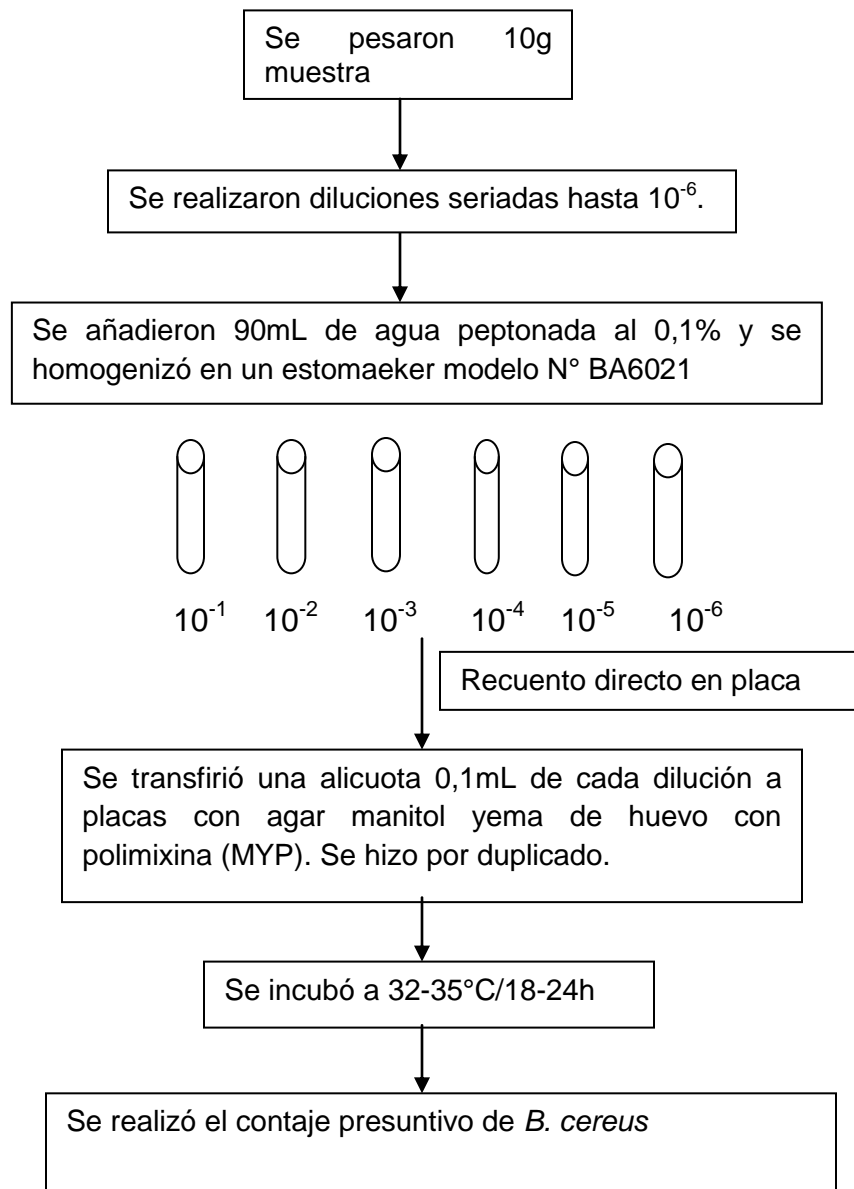 Se pesaron 10g
muestra
Se realizaron diluciones seriadas hasta 10⁻⁶.
Se añadieron 90mL de agua peptonada al 0,1% y se
homogenizó en un estomaeker modelo N° BA6021
10⁻¹ 10⁻² 10⁻³ 10⁻⁴ 10⁻⁵ 10⁻⁶
Recuento directo en placa
Se transfirió una alicuota 0,1mL de cada dilución a
placas con agar manitol yema de huevo con
polimixina (MYP). Se hizo por duplicado.
Se incubó a 32-35°C/18-24h
Se realizó el contaje presuntivo de B. cereus